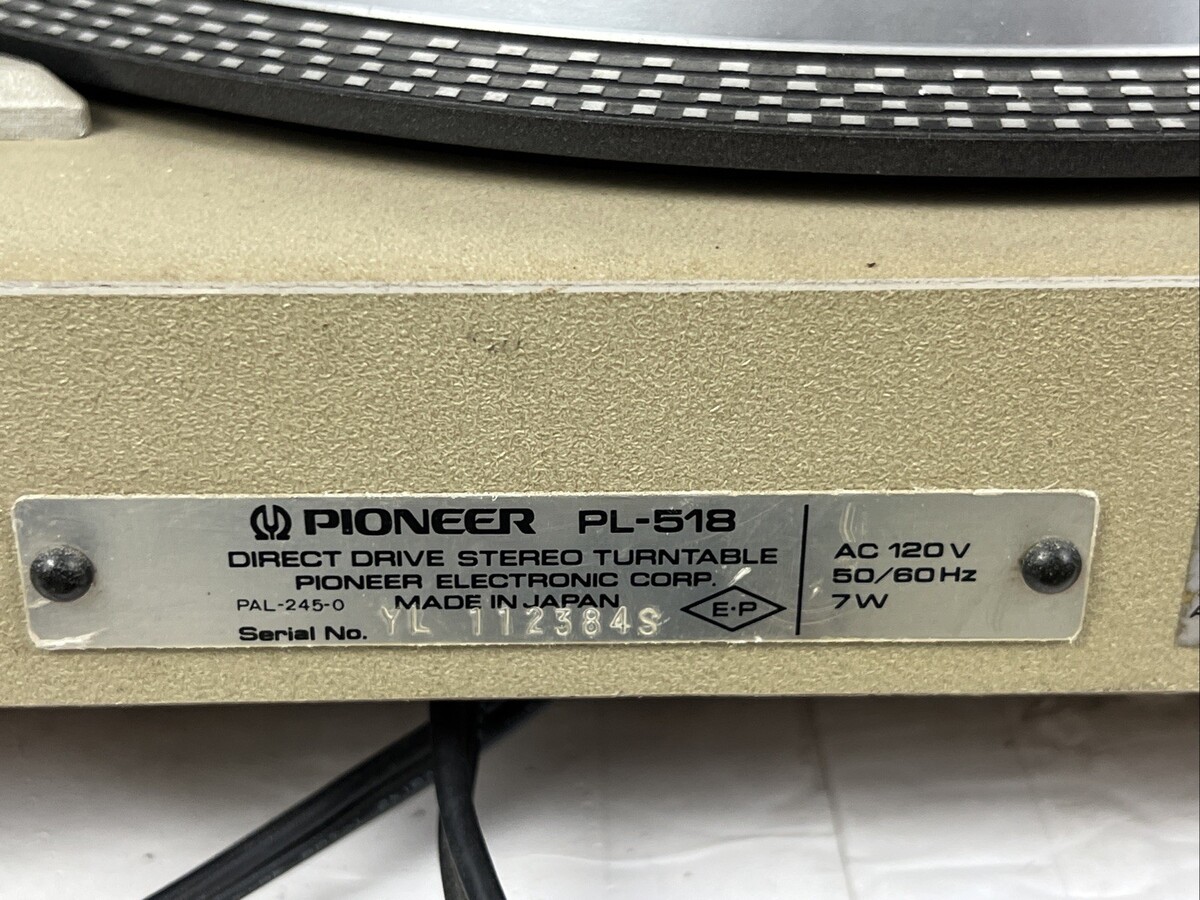 PIONEER PL-518
DIRECT DRIVE STEREO TURNTABLE
PIONEER ELECTRONIC CORP.
PAL-245-0 MADE IN JAPAN
Serial No. YL 112384S
E·P
AC 120V
50/60Hz
7W